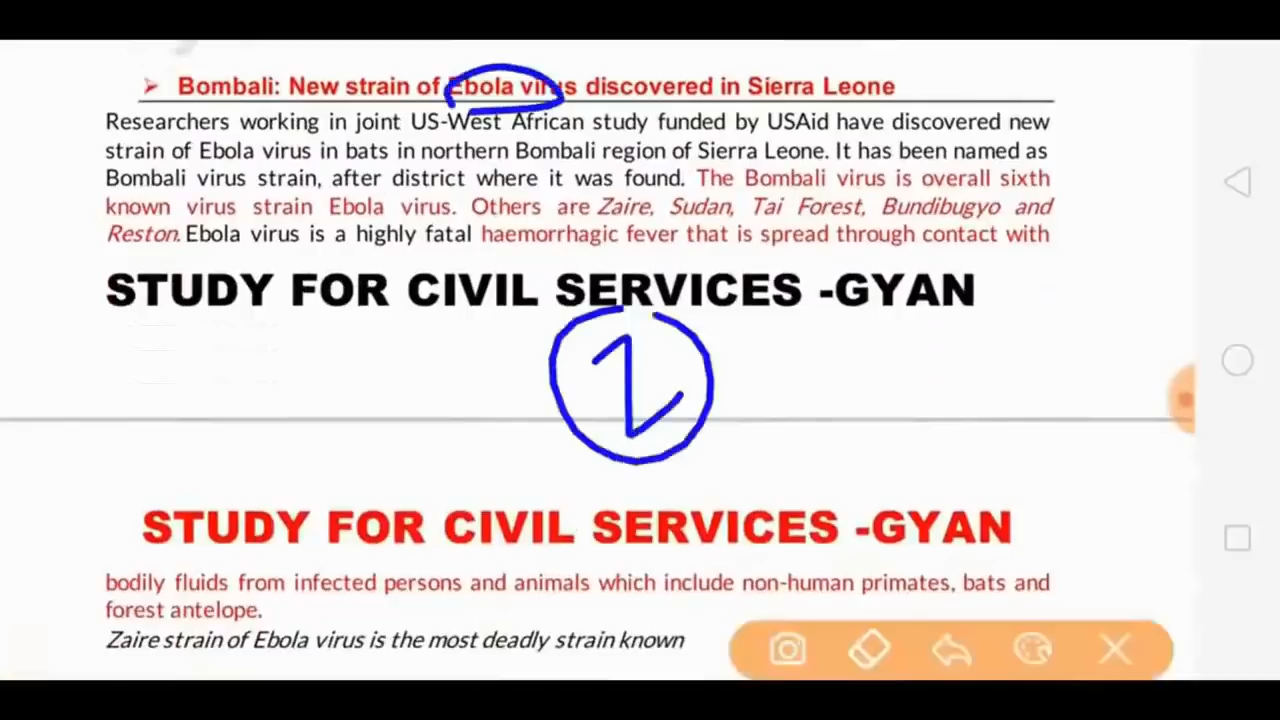 ➢ Bombali: New strain of Ebola virus discovered in Sierra Leone
Researchers working in joint US-West African study funded by USAid have discovered new
strain of Ebola virus in bats in northern Bombali region of Sierra Leone. It has been named as
Bombali virus strain, after district where it was found. The Bombali virus is overall sixth
known virus strain Ebola virus. Others are Zaire, Sudan, Tai Forest, Bundibugyo and
Reston. Ebola virus is a highly fatal haemorrhagic fever that is spread through contact with
STUDY FOR CIVIL SERVICES -GYAN
STUDY FOR CIVIL SERVICES -GYAN
bodily fluids from infected persons and animals which include non-human primates, bats and
forest antelope.
Zaire strain of Ebola virus is the most deadly strain known